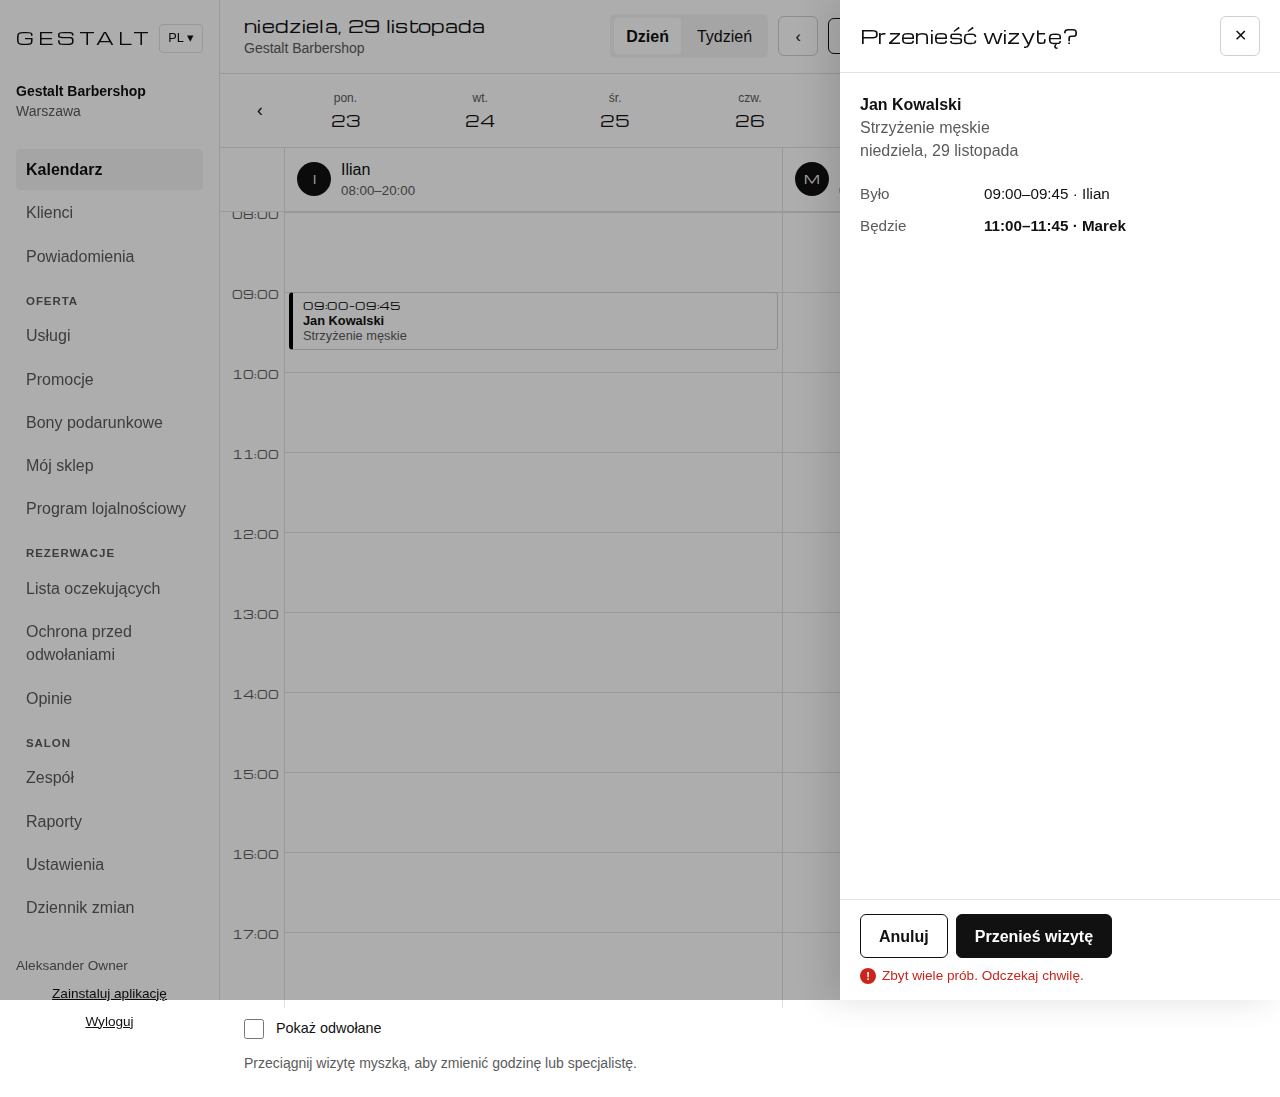 GESTALT
PL ▾
Gestalt Barbershop
Warszawa
Kalendarz
Klienci
Powiadomienia
OFERTA
Usługi
Promocje
Bony podarunkowe
Mój sklep
Program lojalnościowy
REZERWACJE
Lista oczekujących
Ochrona przed
odwołaniami
Opinie
SALON
Zespół
Raporty
Ustawienia
Dziennik zmian
Aleksander Owner
Zainstaluj aplikację
Wyloguj
niedziela, 29 listopada
Gestalt Barbershop
Dzień
Tydzień
‹
‹
pon.
23
wt.
24
śr.
25
czw.
26
I
Ilian
08:00–20:00
M
08:00
09:00
09:00-09:45
Jan Kowalski
Strzyżenie męskie
10:00
11:00
12:00
13:00
14:00
15:00
16:00
17:00
Pokaż odwołane
Przeciągnij wizytę myszką, aby zmienić godzinę lub specjalistę.
Przenieść wizytę?
✕
Jan Kowalski
Strzyżenie męskie
niedziela, 29 listopada
Było 09:00–09:45 · Ilian
Będzie 11:00–11:45 · Marek
Anuluj
Przenieś wizytę
! Zbyt wiele prób. Odczekaj chwilę.